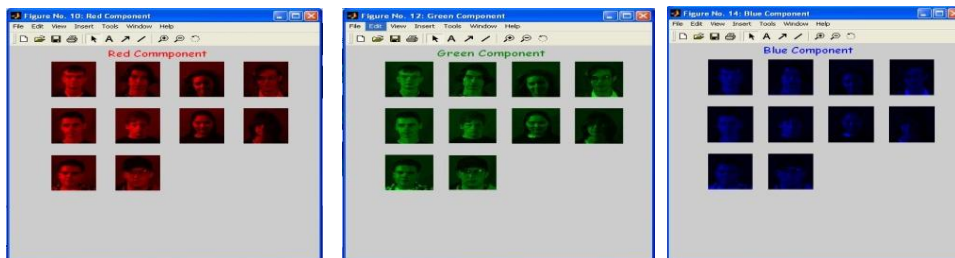 Figure No. 10: Red Component
File Edit View Insert Tools Window Help
Red Commponent
Figure No. 12: Green Component
File Edit View Insert Tools Window Help
Green Component
Figure No. 14: Blue Component
File Edit View Insert Tools Window Help
Blue Component